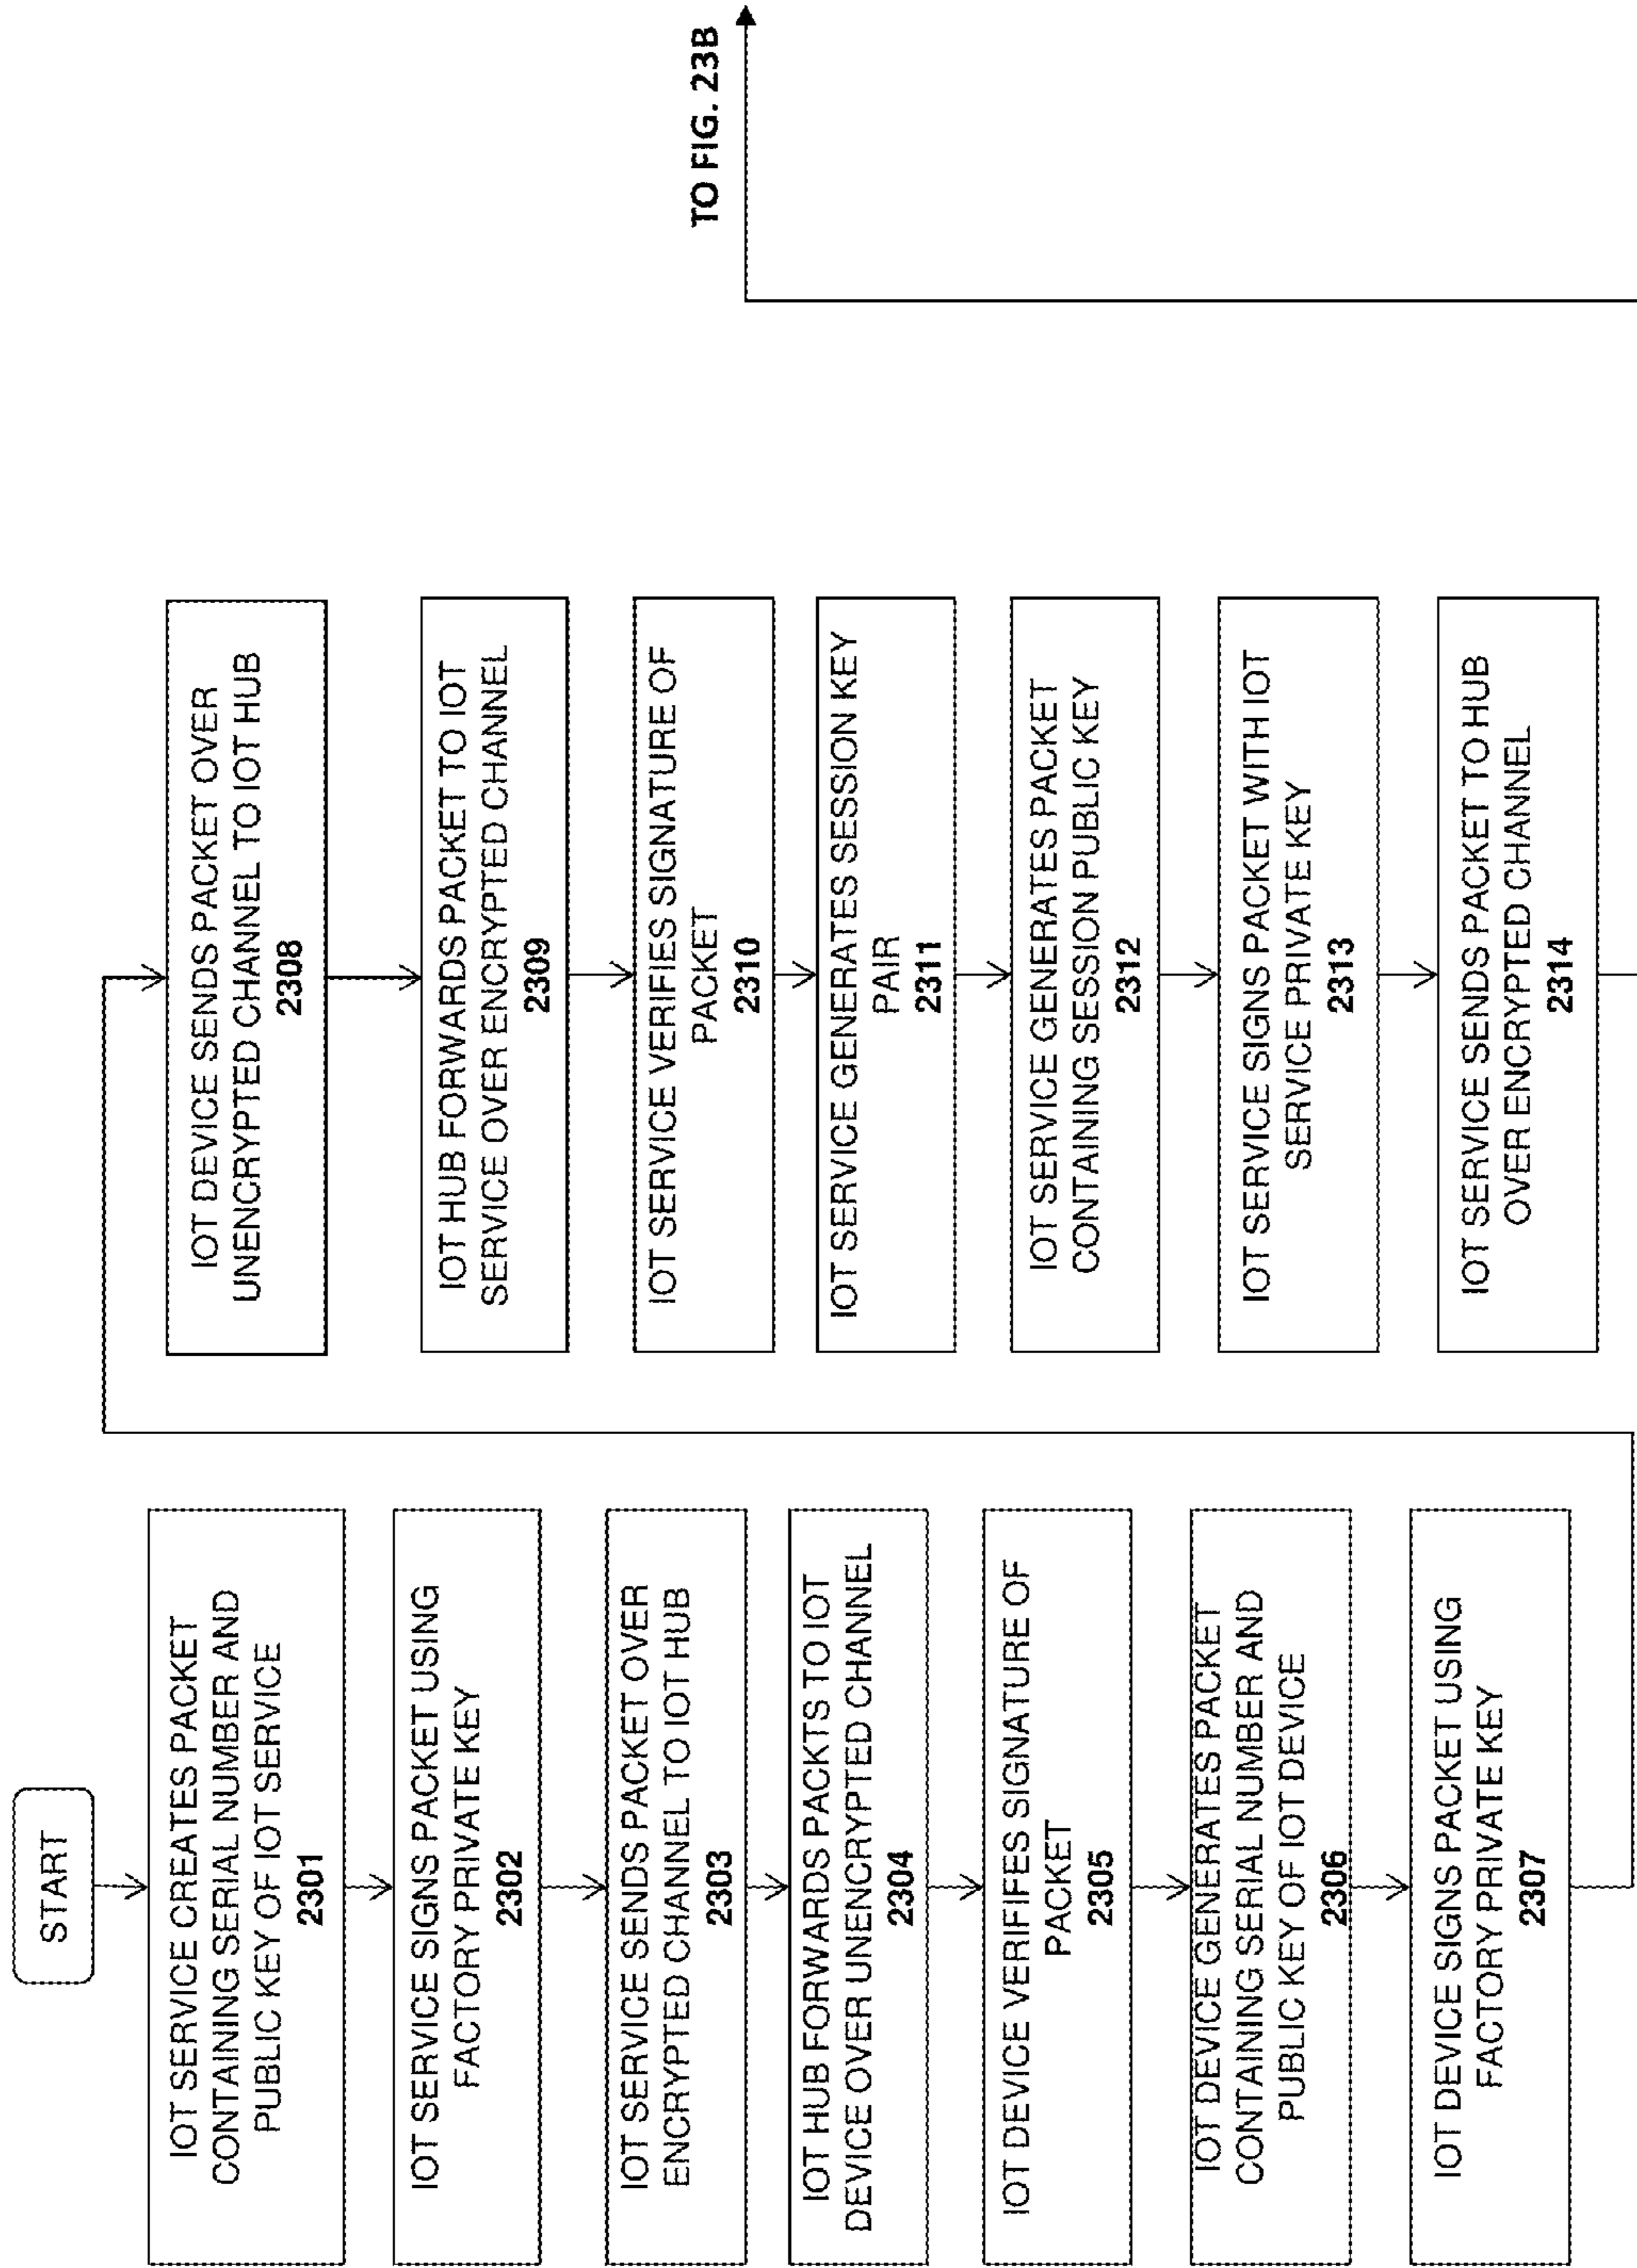 START
IOT SERVICE CREATES PACKET
CONTAINING SERIAL NUMBER AND
PUBLIC KEY OF IOT SERVICE
2301
IOT SERVICE SIGNS PACKET USING
FACTORY PRIVATE KEY
2302
IOT SERVICE SENDS PACKET OVER
ENCRYPTED CHANNEL TO IOT HUB
2303
IOT HUB FORWARDS PACKTS TO IOT
DEVICE OVER UNENCRYPTED CHANNEL
2304
IOT DEVICE VERIFIFES SIGNATURE OF
PACKET
2305
IOT DEVICE GENERATES PACKET
CONTAINING SERIAL NUMBER AND
PUBLIC KEY OF IOT DEVICE
2306
IOT DEVICE SIGNS PACKET USING
FACTORY PRIVATE KEY
2307
IOT DEVICE SENDS PACKET OVER
UNENCRYPTED CHANNEL TO IOT HUB
2308
IOT HUB FORWARDS PACKET TO IOT
SERVICE OVER ENCRYPTED CHANNEL
2309
IOT SERVICE VERIFIES SIGNATURE OF
PACKET
2310
IOT SERVICE GENERATES SESSION KEY
PAIR
2311
IOT SERVICE GENERATES PACKET
CONTAINING SESSION PUBLIC KEY
2312
IOT SERVICE SIGNS PACKET WITH IOT
SERVICE PRIVATE KEY
2313
IOT SERVICE SENDS PACKET TO HUB
OVER ENCRYPTED CHANNEL
2314
TO FIG. 23B